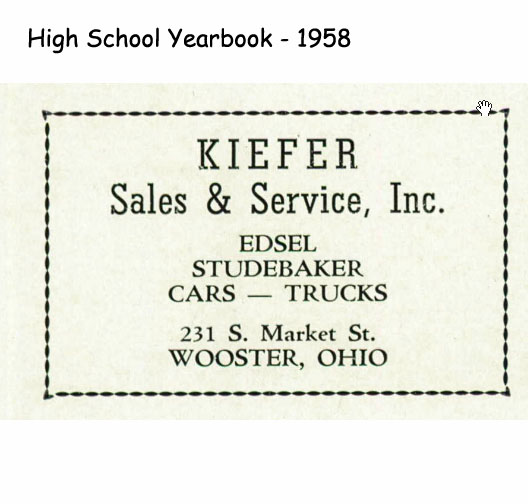 High School Yearbook - 1958
KIEFER
Sales & Service, Inc.
EDSEL
STUDEBAKER
CARS — TRUCKS
231 S. Market St.
WOOSTER, OHIO